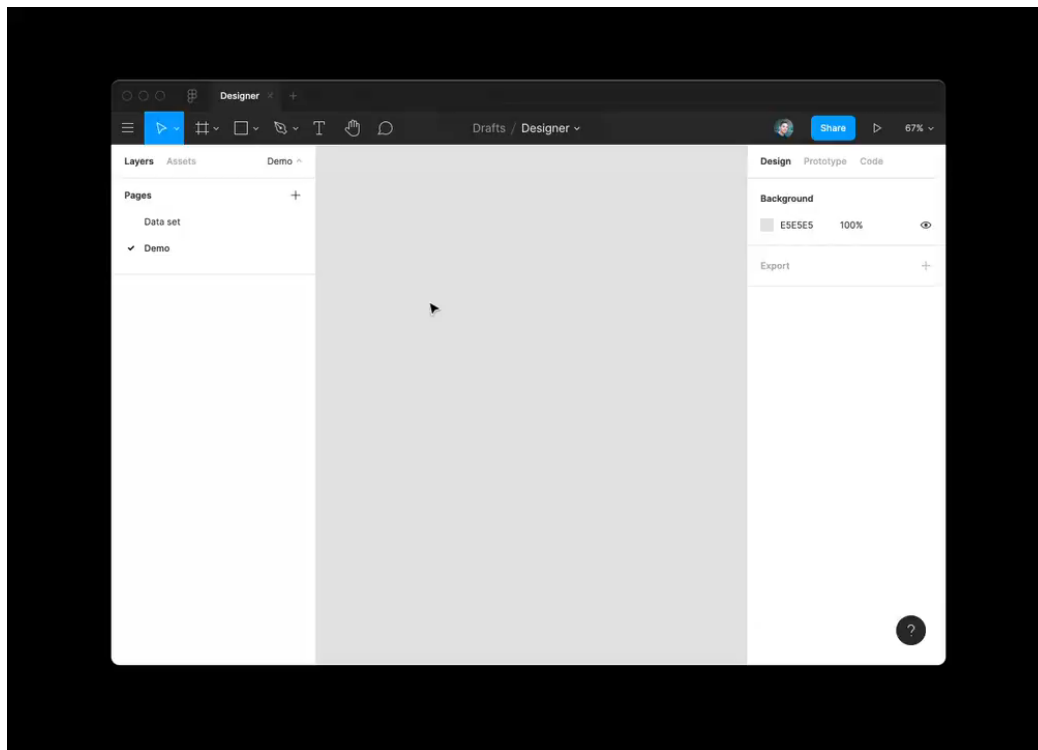 Designer
Drafts / Designer
Share
67%
Layers Assets Demo
Design Prototype Code
Pages
Background
Data set
E5E5E5 100%
Demo
Export
?